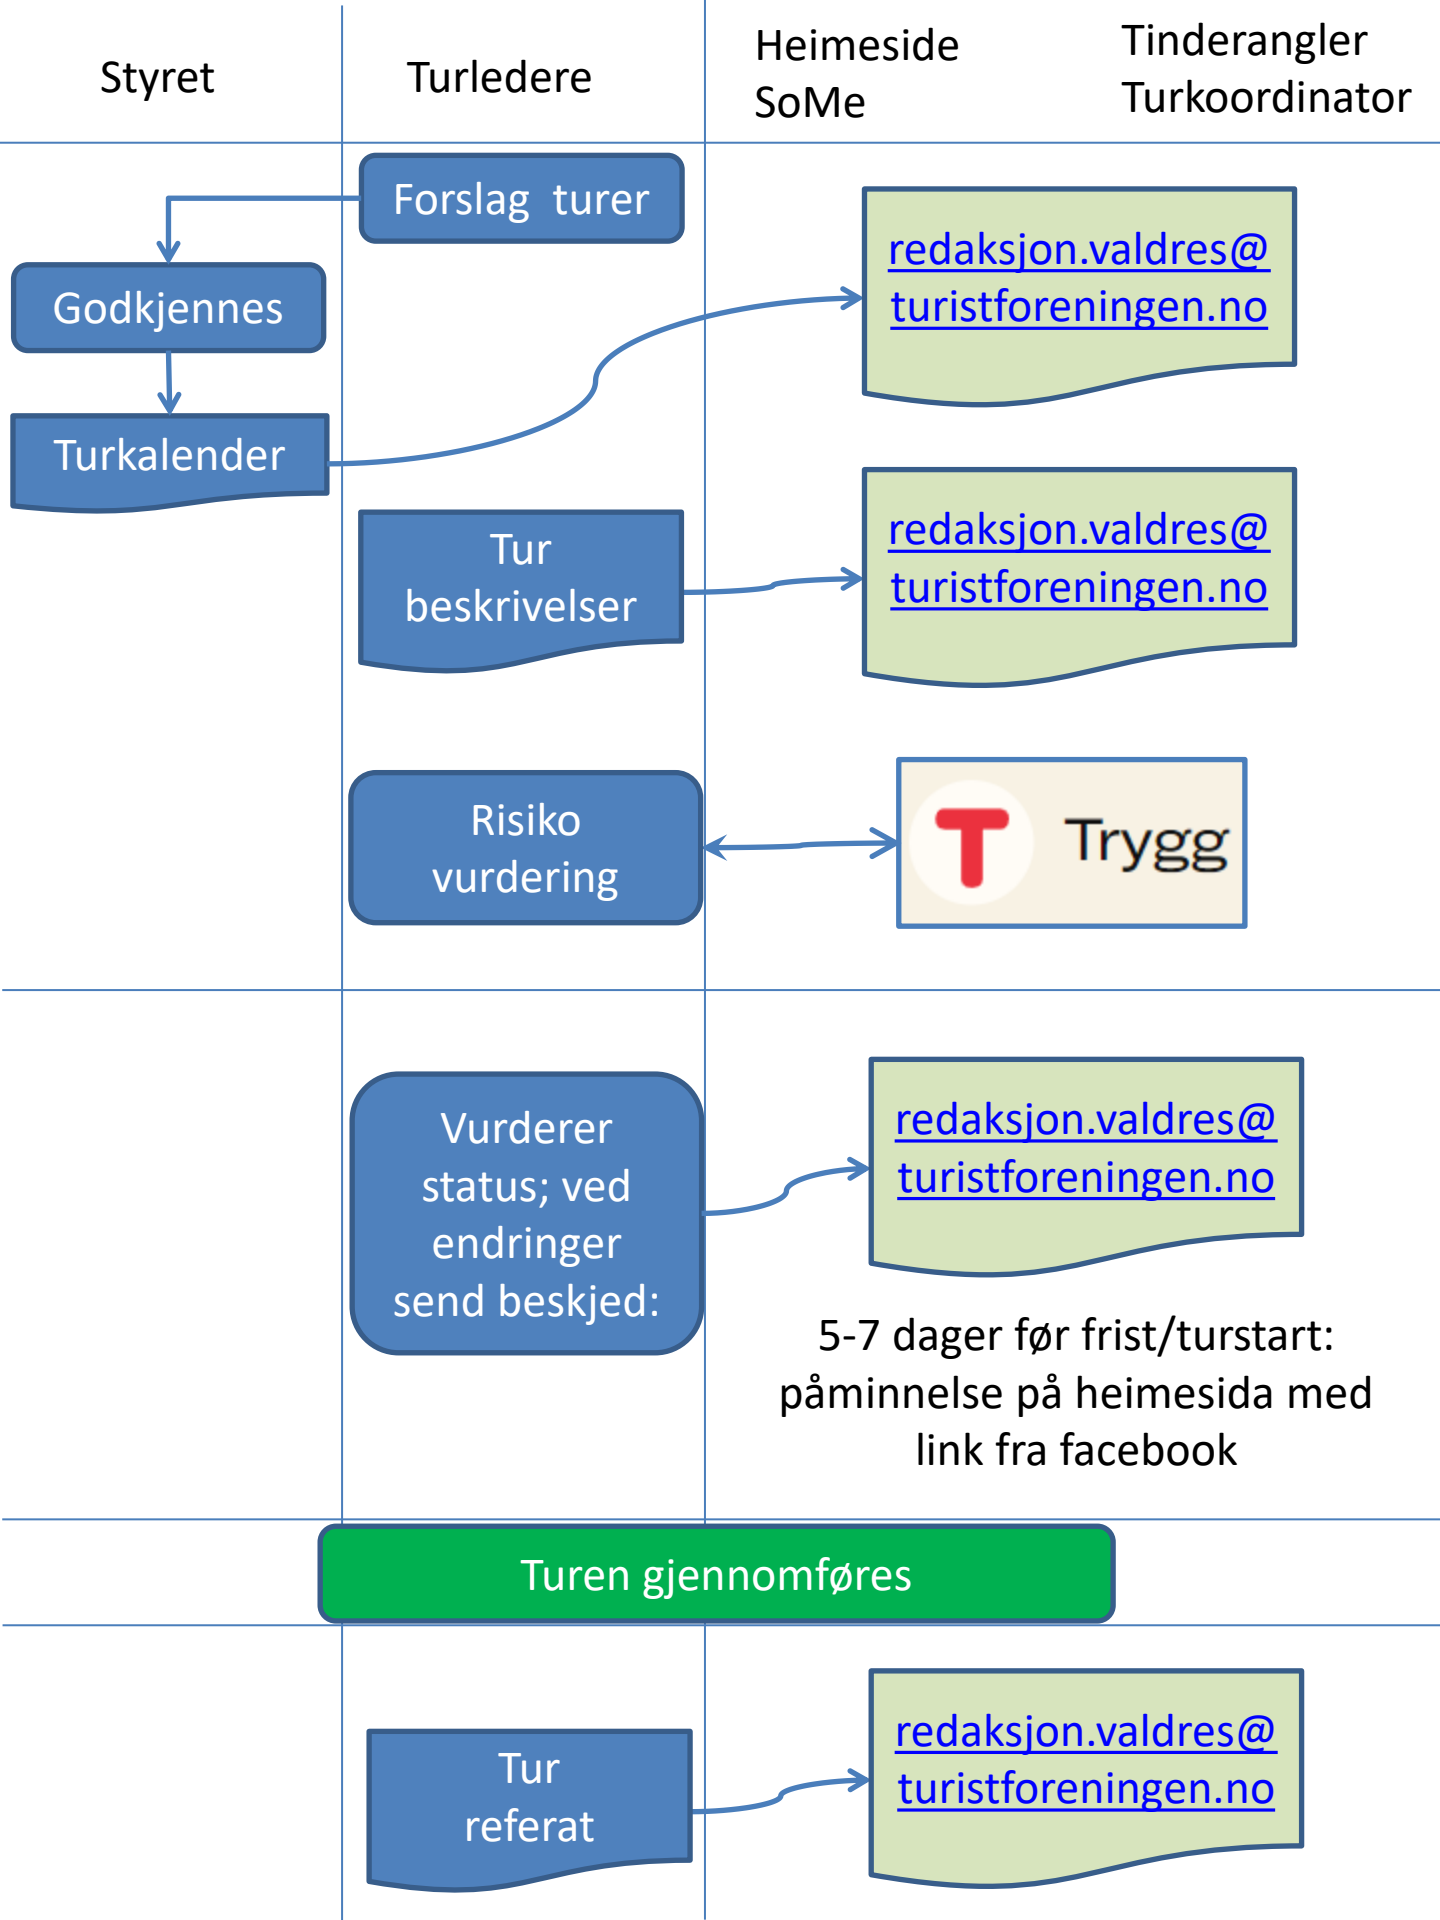 Styret
Turledere
Heimeside
SoMe
Tinderangler
Turkoordinator
Forslag  turer
Godkjennes
Turkalender
redaksjon.valdres@
turistforeningen.no
Tur
beskrivelser
redaksjon.valdres@
turistforeningen.no
Risiko
vurdering
T Trygg
Vurderer
status; ved
endringer
send beskjed:
redaksjon.valdres@
turistforeningen.no
5-7 dager før frist/turstart:
påminnelse på heimesida med
link fra facebook
Turen gjennomføres
Tur
referat
redaksjon.valdres@
turistforeningen.no